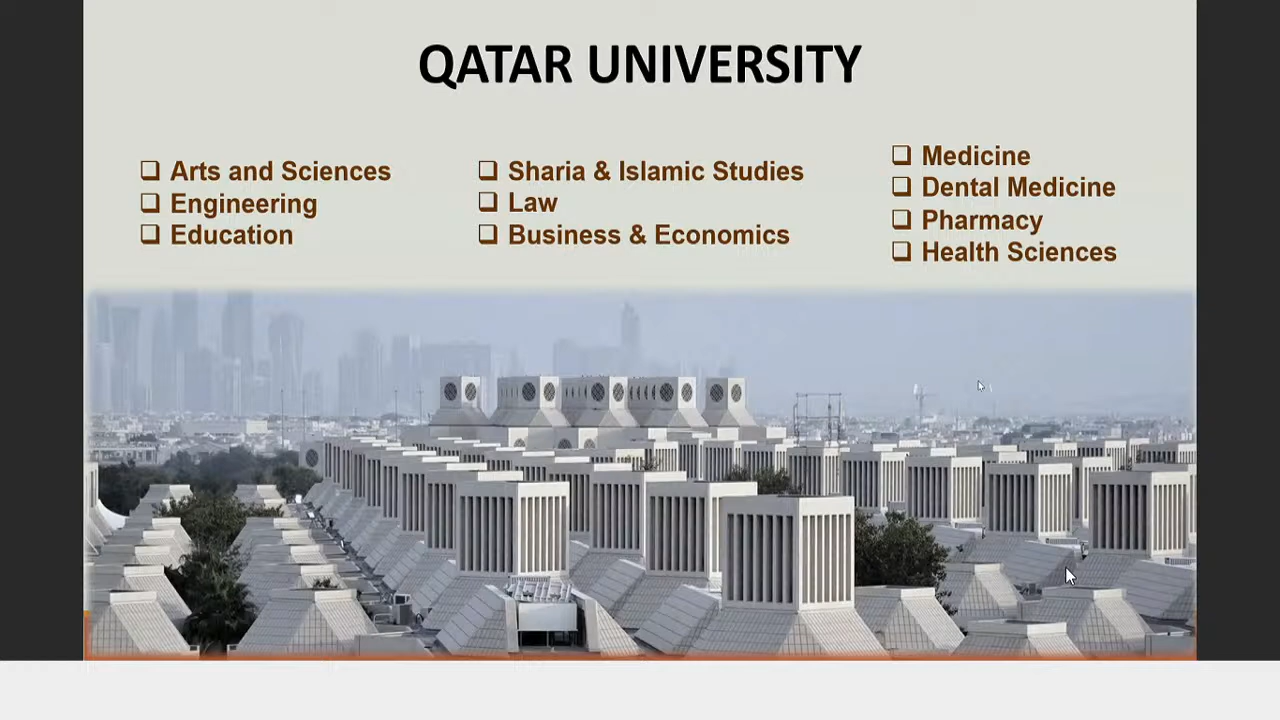 QATAR UNIVERSITY
❑ Arts and Sciences
❑ Engineering
❑ Education
❑ Sharia & Islamic Studies
❑ Law
❑ Business & Economics
❑ Medicine
❑ Dental Medicine
❑ Pharmacy
❑ Health Sciences